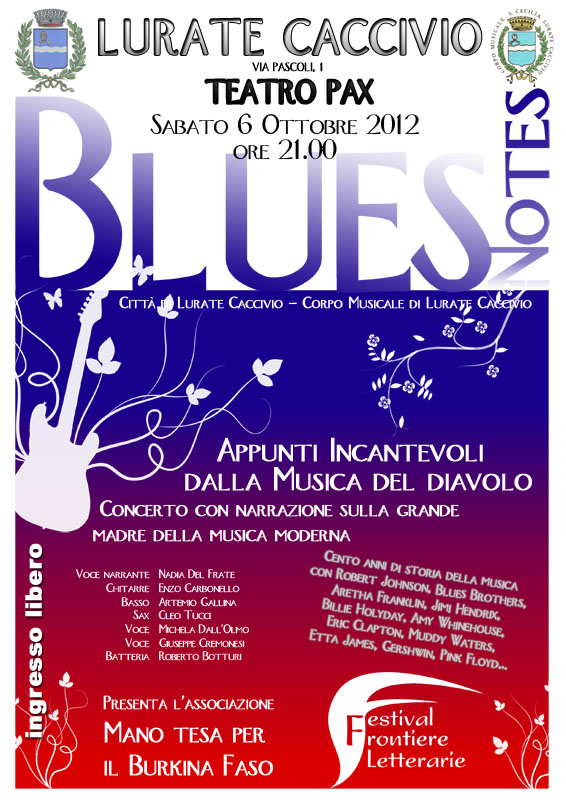 LURATE CACCIVIO
VIA PASCOLI, 1
TEATRO PAX
SABATO 6 OTTOBRE 2012
ORE 21.00
BLUES
NOTES
CORPO MUSICALE S. CECILIA LURATE CACCIVIO
CITTÀ DI LURATE CACCIVIO – CORPO MUSICALE DI LURATE CACCIVIO
APPUNTI INCANTEVOLI
DALLA MUSICA DEL DIAVOLO
CONCERTO CON NARRAZIONE SULLA GRANDE
MADRE DELLA MUSICA MODERNA
VOCE NARRANTE NADIA DEL FRATE
CHITARRE ENZO CARBONELLO
BASSO ARTEMIO GALLINA
SAX CLEO TUCCI
VOCE MICHELA DALL'OLMO
VOCE GIUSEPPE CREMONESI
BATTERIA ROBERTO BOTTURI
CENTO ANNI DI STORIA DELLA MUSICA
CON ROBERT JOHNSON, BLUES BROTHERS,
ARETHA FRANKLIN, JIMI HENDRIX,
BILLIE HOLYDAY, AMY WHINEHOUSE,
ERIC CLAPTON, MUDDY WATERS,
ETTA JAMES, GERSHWIN, PINK FLOYD...
ingresso libero
PRESENTA L'ASSOCIAZIONE
MANO TESA PER
IL BURKINA FASO
Festival
Frontiere
Letterarie